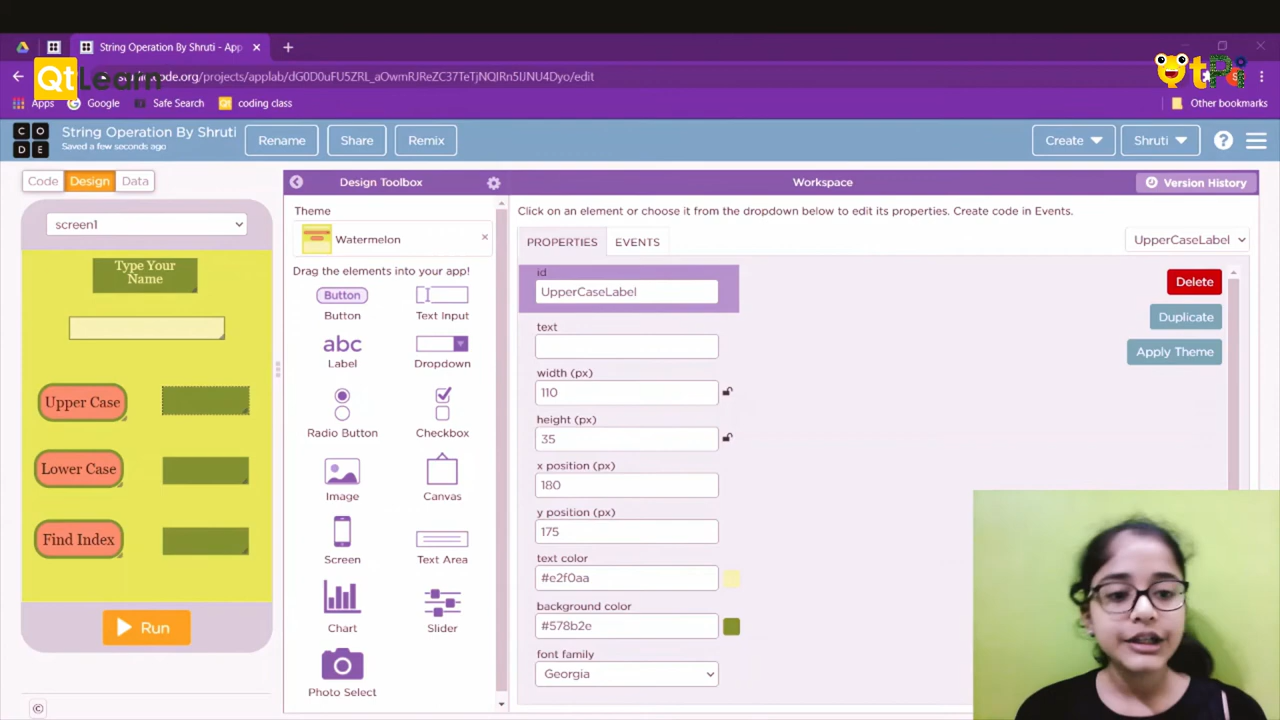 String Operation By Shruti - App
Qt Learn
code.org/projects/applab/dG0D0uFU5ZRL_aOwmRJReZC37TeTjNQIRn5IJNU4Dyo/edit
QtPi
Apps
Google
Safe Search
coding class
Other bookmarks
CODE
String Operation By Shruti
Saved a few seconds ago
Rename
Share
Remix
Create
Shruti
?
Code
Design
Data
Design Toolbox
Workspace
Version History
screen1
Type Your
Name
Upper Case
Lower Case
Find Index
Run
©
Theme
Watermelon
Drag the elements into your app!
Button
Button
Text Input
abc
Label
Dropdown
Radio Button
Checkbox
Image
Canvas
Screen
Text Area
Chart
Slider
Photo Select
Click on an element or choose it from the dropdown below to edit its properties. Create code in Events.
PROPERTIES
EVENTS
UpperCaseLabel
id
UpperCaseLabel
text
width (px)
110
height (px)
35
x position (px)
180
y position (px)
175
text color
#e2f0aa
background color
#578b2e
font family
Georgia
Delete
Duplicate
Apply Theme